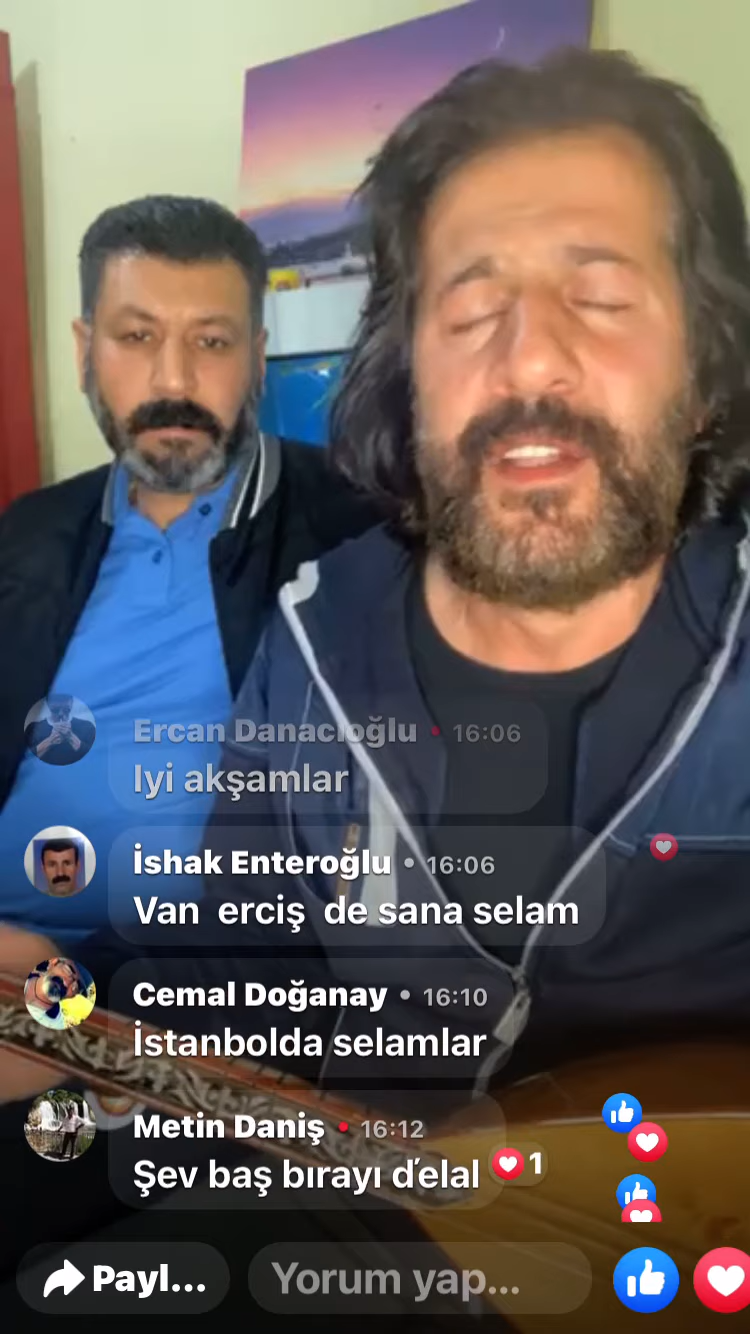 Ercan Danacıoğlu • 16:06
Iyi akşamlar
İshak Enteroğlu • 16:06
Van erciş de sana selam
Cemal Doğanay • 16:10
İstanbolda selamlar
Metin Daniş • 16:12
Şev baş bırayı d'elal
1
Payl...
Yorum yap...